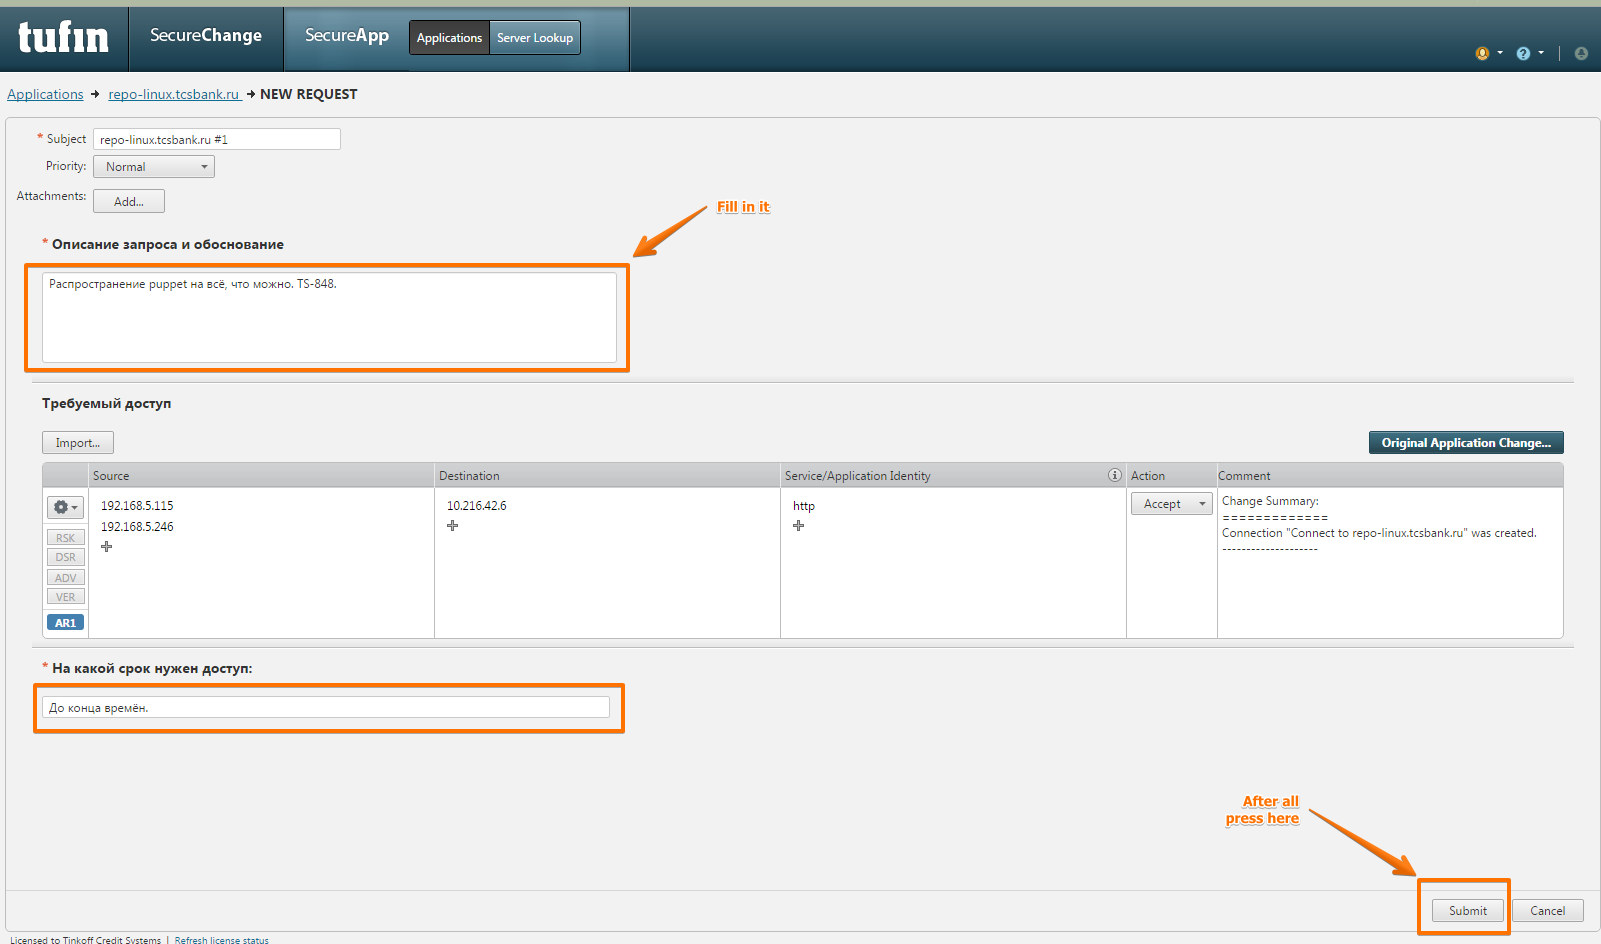 tufin
SecureChange
SecureApp
Applications
Server Lookup
Applications → repo-linux.tcsbank.ru → NEW REQUEST
* Subject repo-linux.tcsbank.ru #1
Priority: Normal
Attachments: Add...
Fill in it
* Описание запроса и обоснование
Распространение puppet на всё, что можно. TS-848.
Требуемый доступ
Import...
Original Application Change...
Source Destination Service/Application Identity Action Comment
192.168.5.115
192.168.5.246
10.216.42.6
http
Accept
Change Summary:
=============
Connection "Connect to repo-linux.tcsbank.ru" was created.
--------------------
RSK
DSR
ADV
VER
AR1
* На какой срок нужен доступ:
До конца времён.
After all
press here
Submit
Cancel
Licensed to Tinkoff Credit Systems | Refresh license status